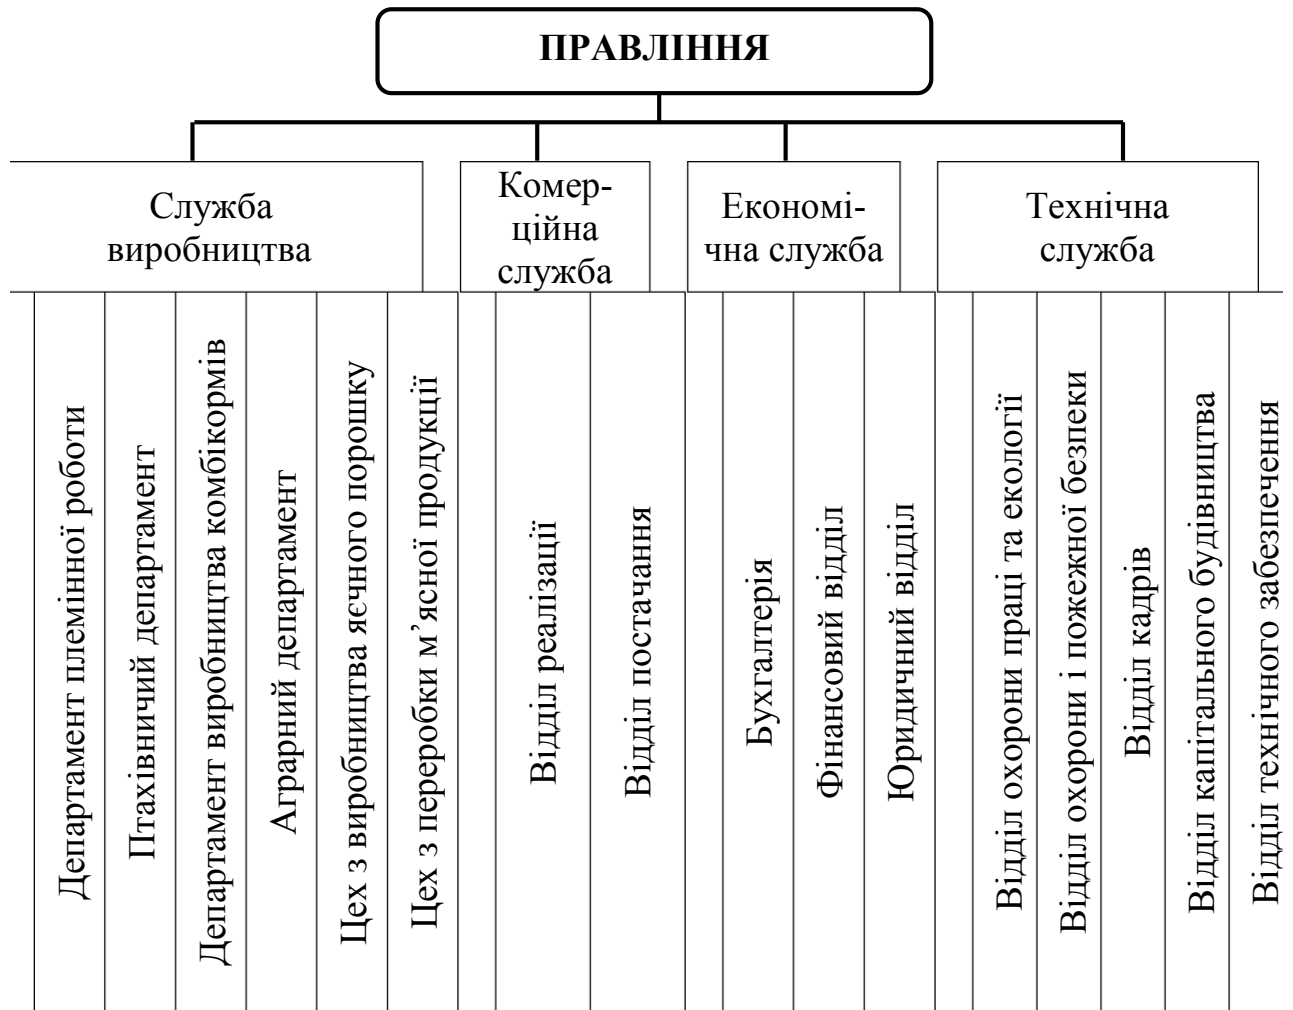 ПРАВЛІННЯ
Служба
виробництва
Комер-
ційна
служба
Економі-
чна служба
Технічна
служба
Департамент племінної роботи
Птахівничий департамент
Департамент виробництва комбікормів
Аграрний департамент
Цех з виробництва яєчного порошку
Цех з переробки м’ясної продукції
Відділ реалізації
Відділ постачання
Бухгалтерія
Фінансовий відділ
Юридичний відділ
Відділ охорони праці та екології
Відділ охорони і пожежної безпеки
Відділ кадрів
Відділ капітального будівництва
Відділ технічного забезпечення